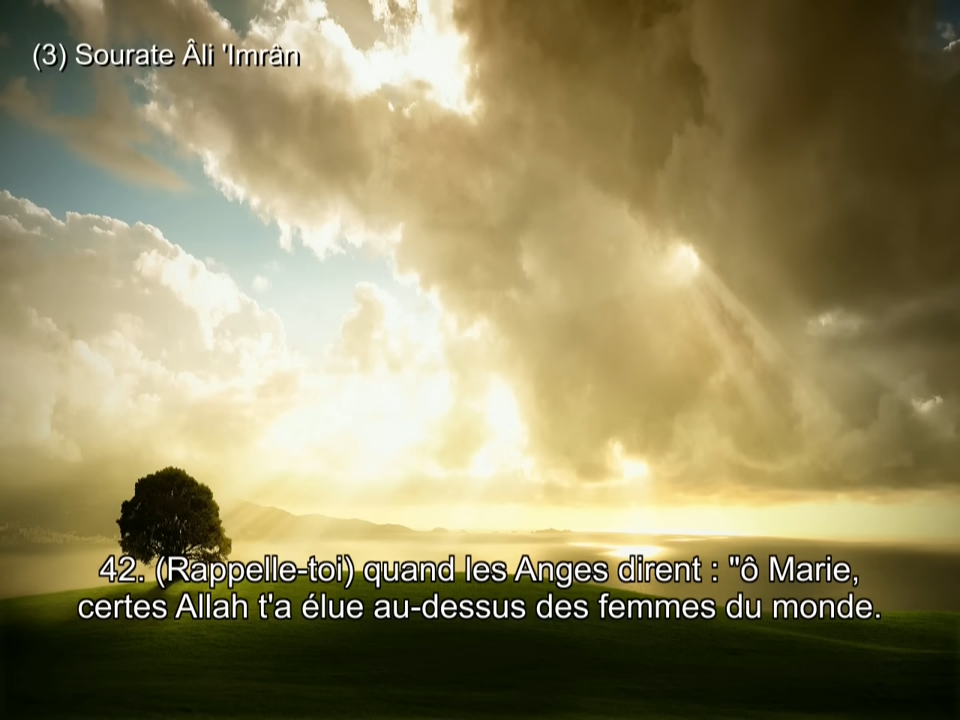 (3) Sourate Âli 'Imrân
42. (Rappelle-toi) quand les Anges dirent : "ô Marie,
certes Allah t'a élue au-dessus des femmes du monde.